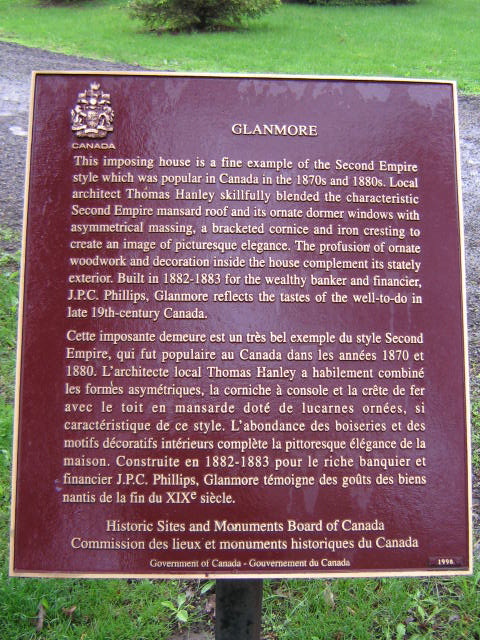 CANADA
GLANMORE
This imposing house is a fine example of the Second Empire
style which was popular in Canada in the 1870s and 1880s. Local
architect Thomas Hanley skillfully blended the characteristic
Second Empire mansard roof and its ornate dormer windows with
asymmetrical massing, a bracketed cornice and iron cresting to
create an image of picturesque elegance. The profusion of ornate
woodwork and decoration inside the house complement its stately
exterior. Built in 1882-1883 for the wealthy banker and financier,
J.P.C. Phillips, Glanmore reflects the tastes of the well-to-do in
late 19th-century Canada.
Cette imposante demeure est un très bel exemple du style Second
Empire, qui fut populaire au Canada dans les années 1870 et
1880. L'architecte local Thomas Hanley a habilement combiné
les formes asymétriques, la corniche à console et la crête de fer
avec le toit en mansarde doté de lucarnes ornées, si
caractéristique de ce style. L'abondance des boiseries et des
motifs décoratifs intérieurs complète la pittoresque élégance de la
maison. Construite en 1882-1883 pour le riche banquier et
financier J.P.C. Phillips, Glanmore témoigne des goûts des biens
nantis de la fin du XIXe siècle.
Historic Sites and Monuments Board of Canada
Commission des lieux et monuments historiques du Canada
Government of Canada - Gouvernement du Canada
1998